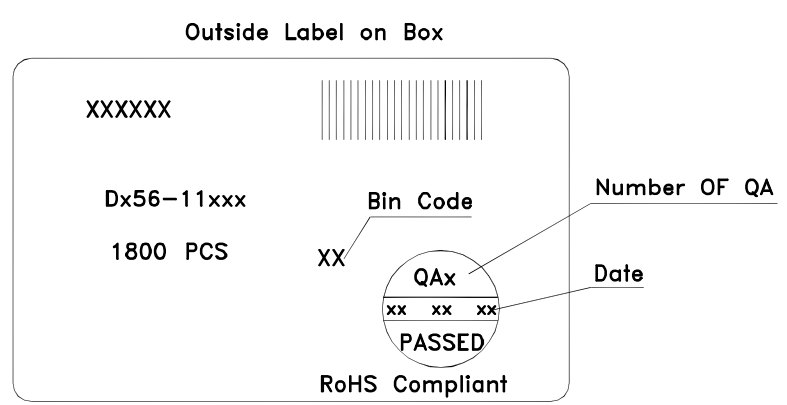 Outside Label on Box
XXXXXX
Dx56-11xxx
Bin Code
Number OF QA
1800 PCS
XX
QAx
Date
xx xx xx
PASSED
RoHS Compliant